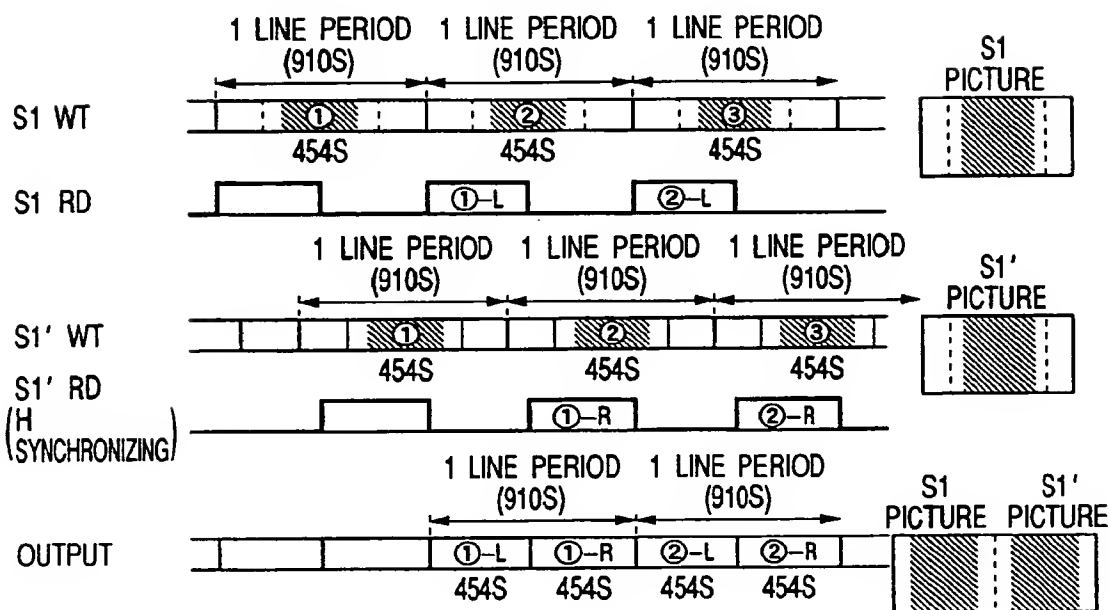 1 LINE PERIOD 1 LINE PERIOD 1 LINE PERIOD
(910S) (910S) (910S)
S1
PICTURE
S1 WT ① ② ③
454S 454S 454S
S1 RD ①-L ②-L
1 LINE PERIOD 1 LINE PERIOD 1 LINE PERIOD
(910S) (910S) (910S)
S1'
PICTURE
S1' WT ① ② ③
454S 454S 454S
S1' RD
(H
SYNCHRONIZING)
①-R ②-R
1 LINE PERIOD 1 LINE PERIOD
(910S) (910S)
S1 S1'
PICTURE PICTURE
OUTPUT ①-L ①-R ②-L ②-R
454S 454S 454S 454S